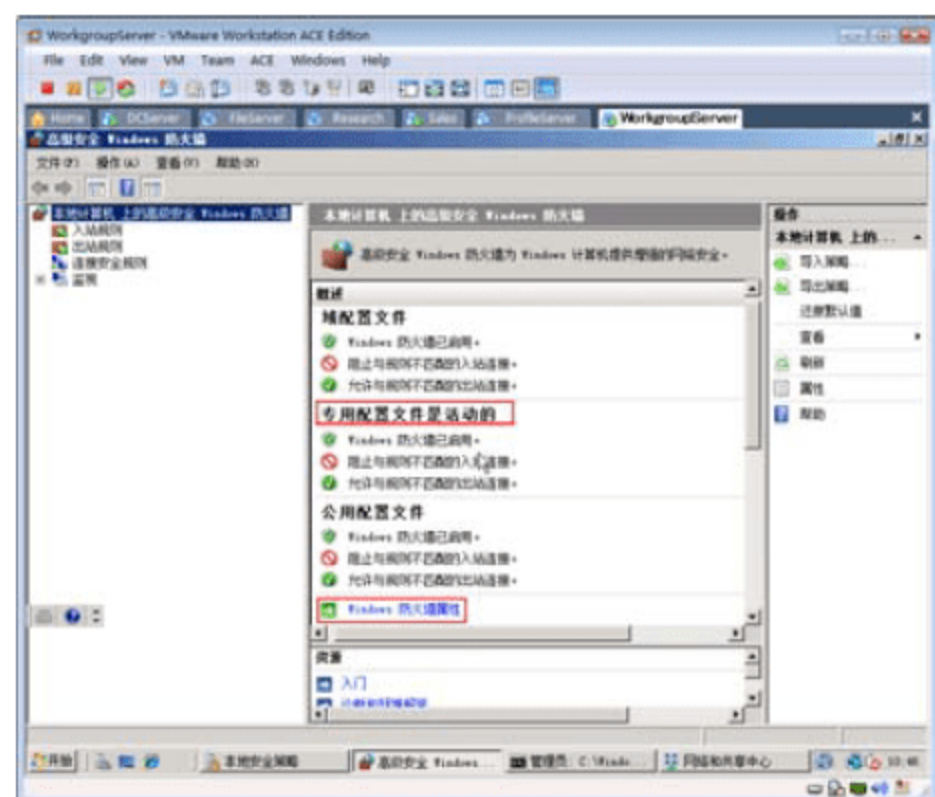 WorkgroupServer - VMware Workstation ACE Edition
File Edit View VM Team ACE Windows Help
Home DCServer FileServer Research Sales ProfileServer WorkgroupServer
高级安全 Windows 防火墙
文件(F) 操作(A) 查看(V) 帮助(H)
本地计算机 上的高级安全 Windows 防火墙
入站规则
出站规则
连接安全规则
监视
本地计算机 上的高级安全 Windows 防火墙
高级安全 Windows 防火墙为 Windows 计算机提供增强的网络安全。
概述
域配置文件
Windows 防火墙已启用。
阻止与规则不匹配的入站连接。
允许与规则不匹配的出站连接。
专用配置文件是活动的
Windows 防火墙已启用。
阻止与规则不匹配的入站连接。
允许与规则不匹配的出站连接。
公用配置文件
Windows 防火墙已启用。
阻止与规则不匹配的入站连接。
允许与规则不匹配的出站连接。
Windows 防火墙属性
资源
入门
操作
本地计算机 上的...
导入策略...
导出策略...
还原默认值
查看
刷新
属性
帮助
开始 本地安全策略 高级安全 Windows... 管理员: C:\Windo... 网络和共享中心